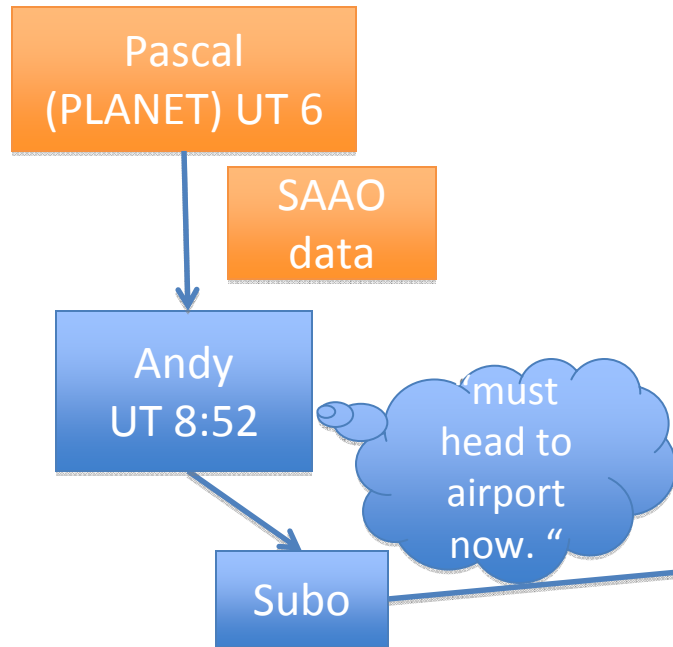 Pascal
(PLANET) UT 6
SAAO
data
Andy
UT 8:52
“must
head to
airport
now. “
Subo